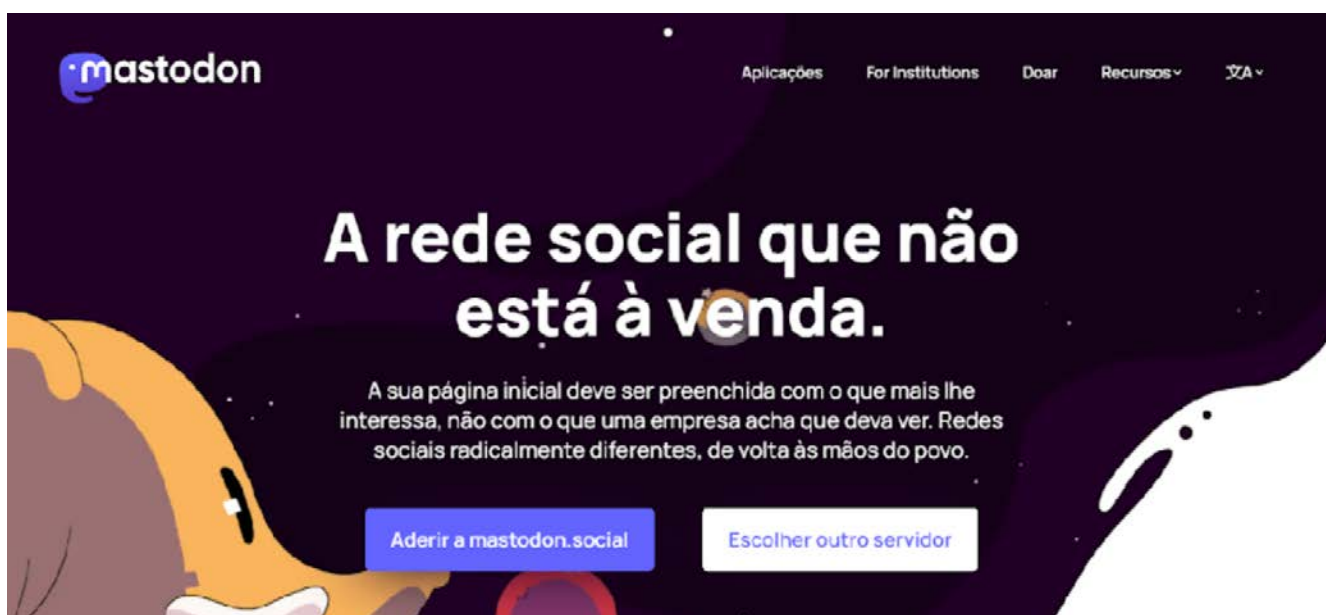 mastodon
Aplicações For Institutions Doar Recursos
A rede social que não
está à venda.
A sua página inicial deve ser preenchida com o que mais lhe
interessa, não com o que uma empresa acha que deva ver. Redes
sociais radicalmente diferentes, de volta às mãos do povo.
Aderir a mastodon.social Escolher outro servidor